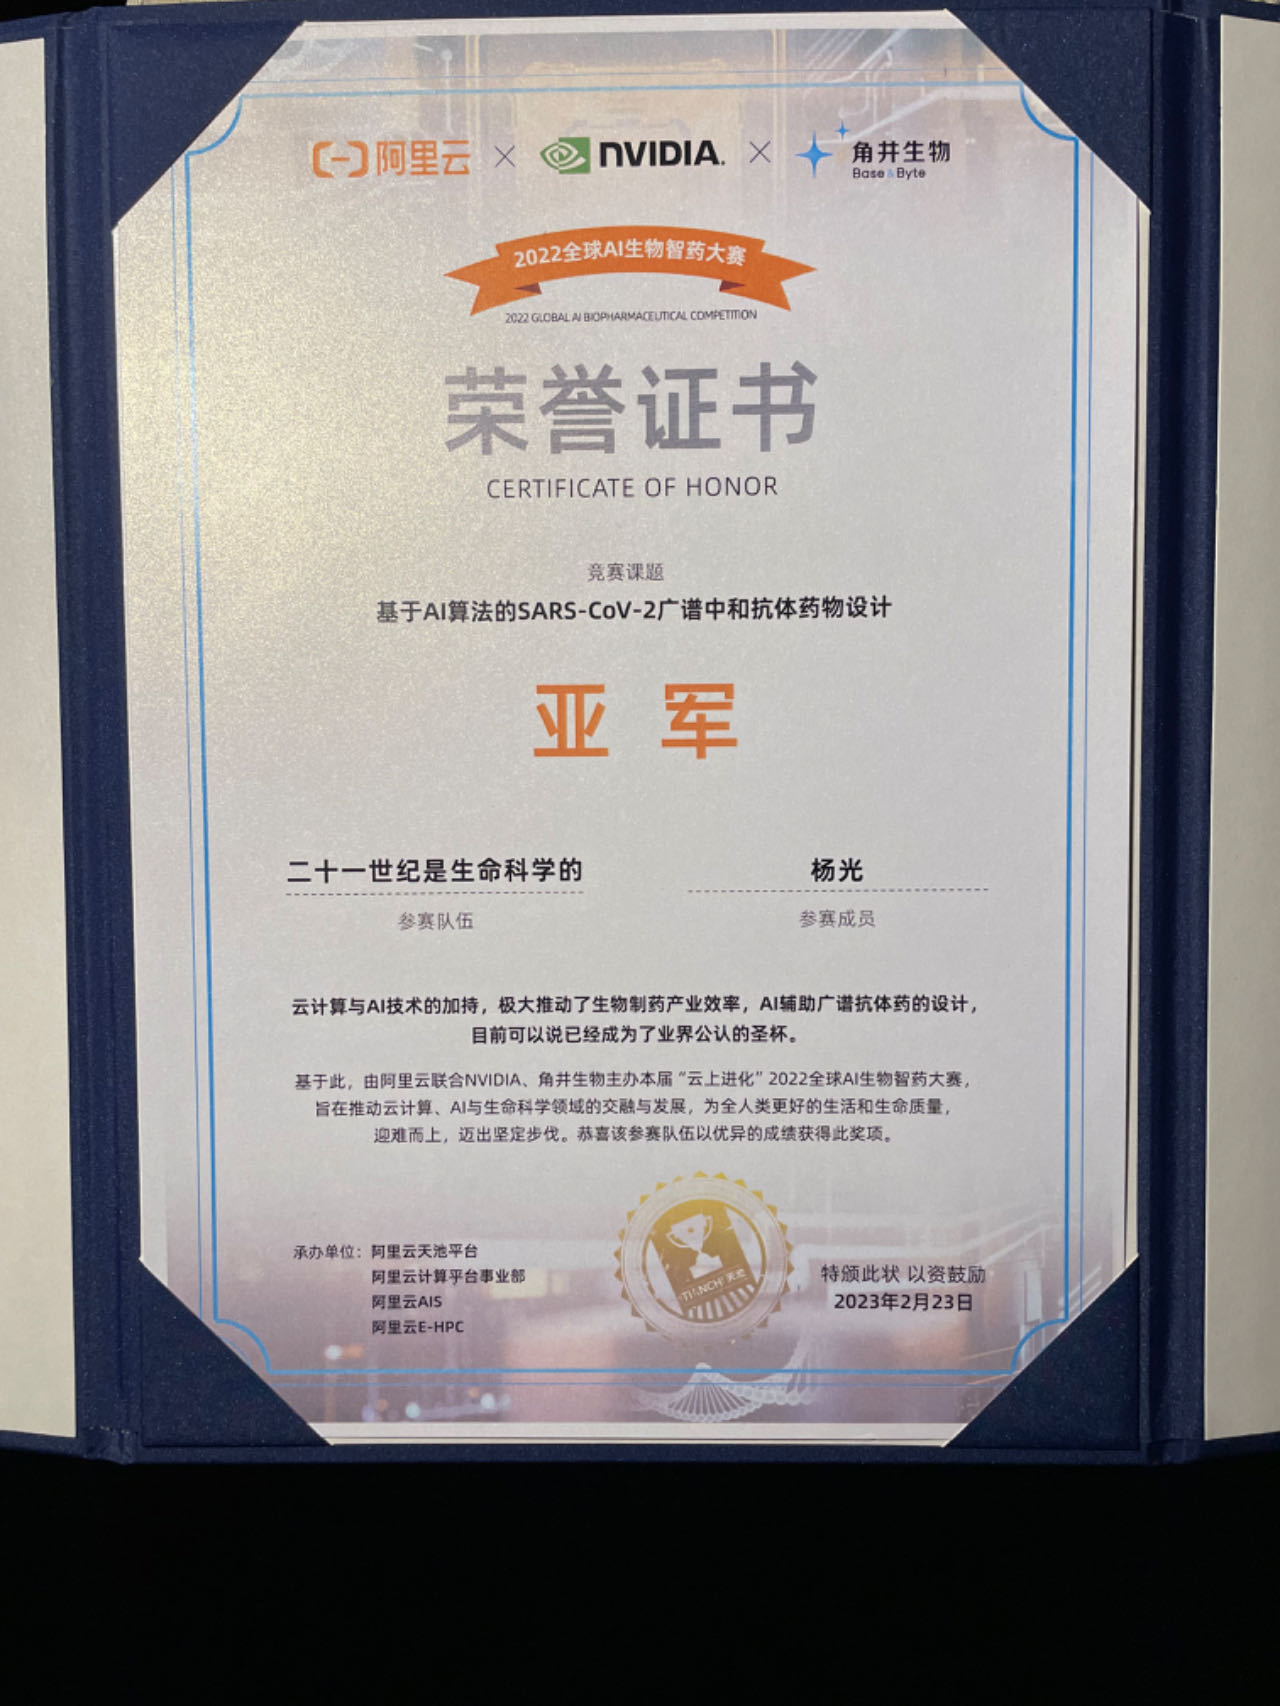 阿里云 × NVIDIA. × 角井生物
Base & Byte
2022全球AI生物智药大赛
2022 GLOBAL AI BIOPHARMACEUTICAL COMPETITION
荣誉证书
CERTIFICATE OF HONOR
竞赛课题
基于AI算法的SARS-CoV-2广谱中和抗体药物设计
亚 军
二十一世纪是生命科学的 杨光
参赛队伍 参赛成员
云计算与AI技术的加持，极大推动了生物制药产业效率，AI辅助广谱抗体药的设计，
目前可以说已经成为了业界公认的圣杯。
基于此，由阿里云联合NVIDIA、角井生物主办本届“云上进化”2022全球AI生物智药大赛，
旨在推动云计算、AI与生命科学领域的交融与发展，为全人类更好的生活和生命质量，
迎难而上，迈出坚定步伐。恭喜该参赛队伍以优异的成绩获得此奖项。
承办单位：阿里云天池平台
阿里云计算平台事业部
阿里云AIS
阿里云E-HPC
TIANCHI 天池
特颁此状 以资鼓励
2023年2月23日